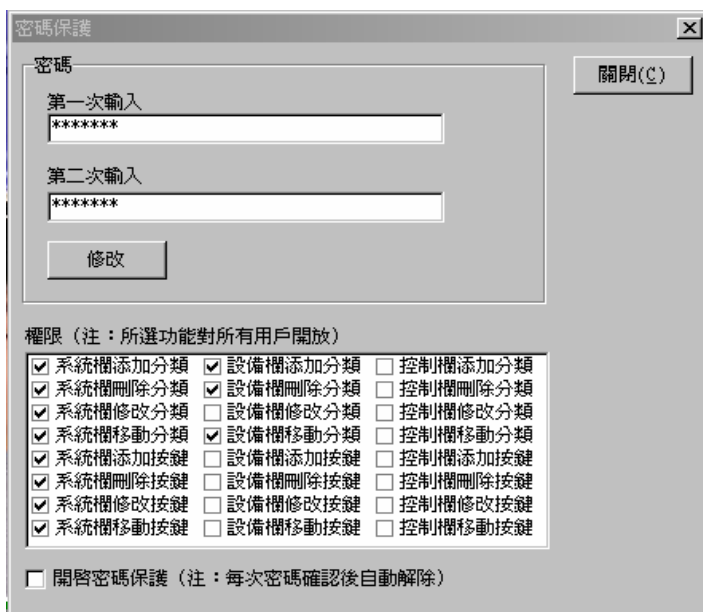 密碼保護
密碼
關閉(C)
第一次輸入
*******
第二次輸入
*******
修改
權限（注：所選功能對所有用戶開放）
系統欄添加分類 設備欄添加分類 控制欄添加分類
系統欄刪除分類 設備欄刪除分類 控制欄刪除分類
系統欄修改分類 設備欄修改分類 控制欄修改分類
系統欄移動分類 設備欄移動分類 控制欄移動分類
系統欄添加按鍵 設備欄添加按鍵 控制欄添加按鍵
系統欄刪除按鍵 設備欄刪除按鍵 控制欄刪除按鍵
系統欄修改按鍵 設備欄修改按鍵 控制欄修改按鍵
系統欄移動按鍵 設備欄移動按鍵 控制欄移動按鍵
開啓密碼保護（注：每次密碼確認後自動解除）